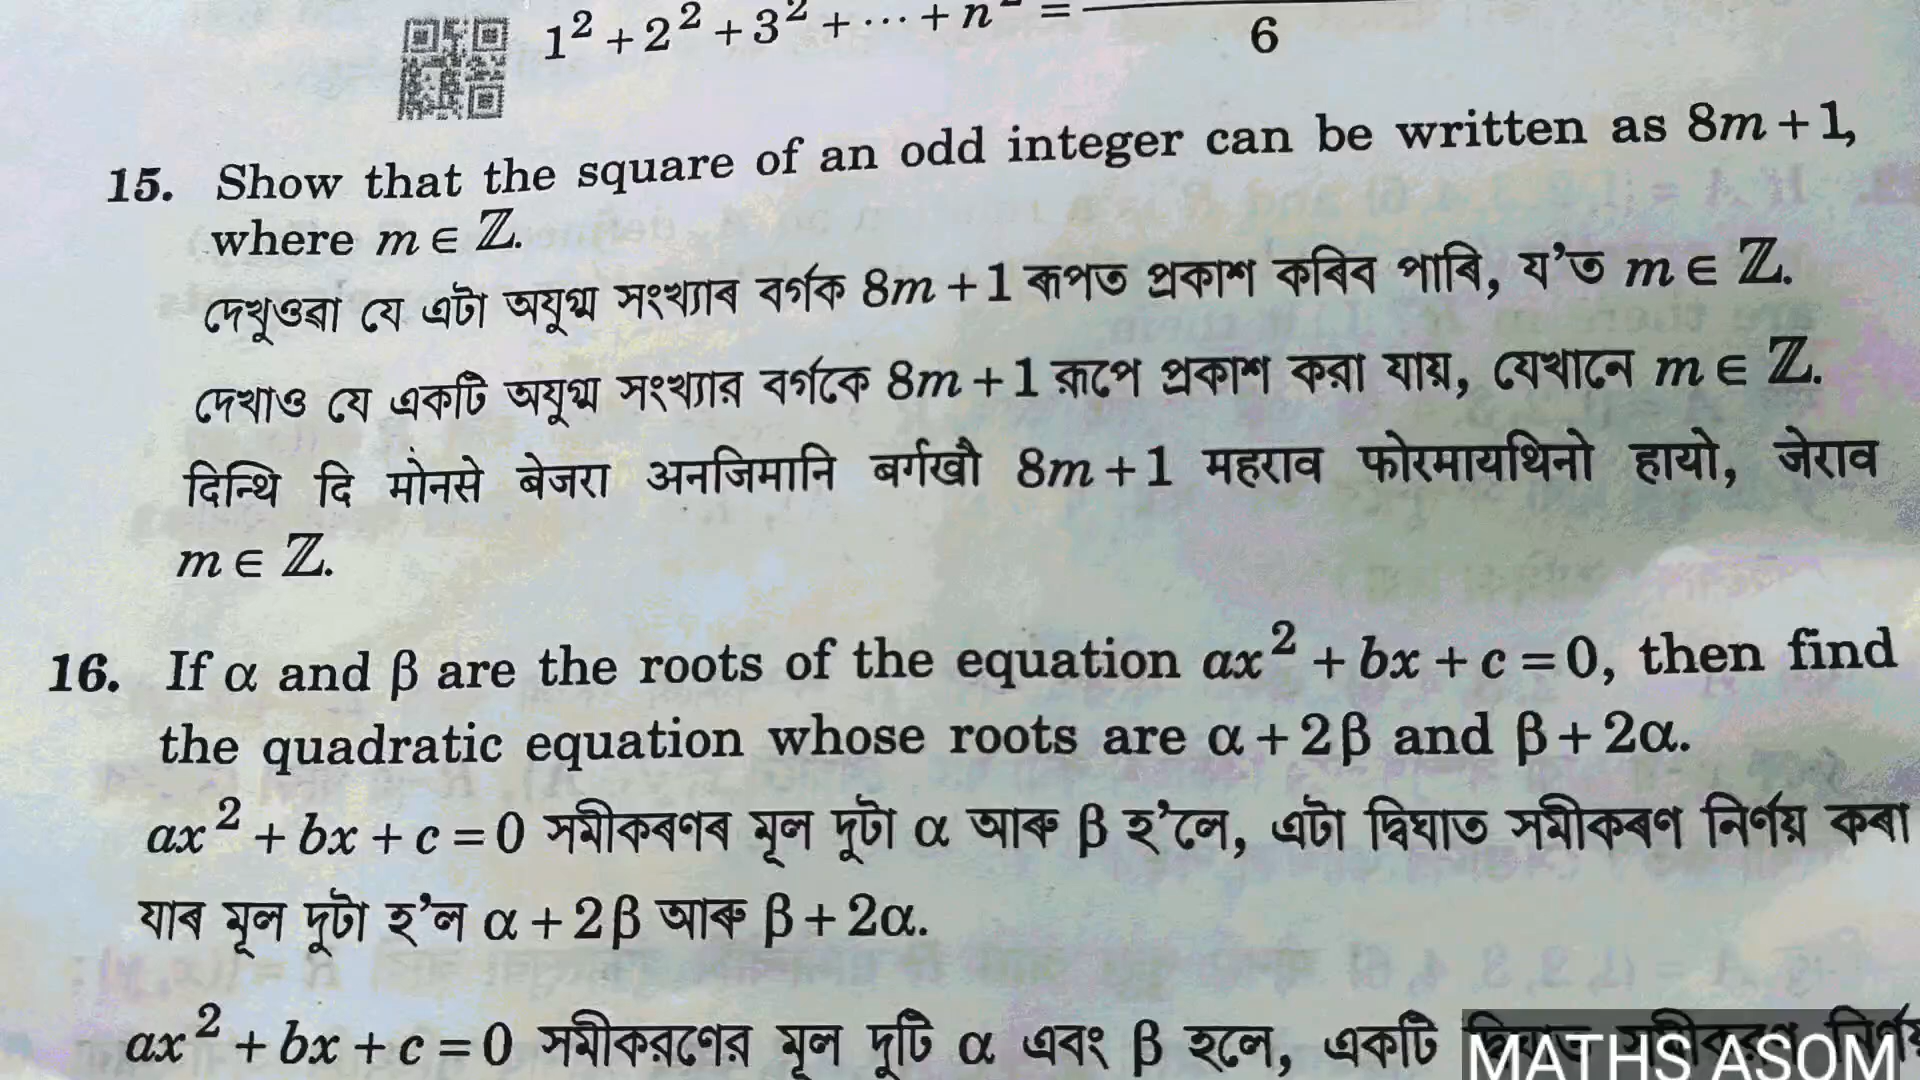 1² + 2² + 3² + ⋯ + n² =
6
15. Show that the square of an odd integer can be written as 8m + 1,
where m ∈ ℤ.
দেখুওৱা যে এটা অযুগ্ম সংখ্যাৰ বৰ্গক 8m + 1 ৰূপত প্ৰকাশ কৰিব পাৰি, য’ত m ∈ ℤ.
দেখাও যে একটি অযুগ্ম সংখ্যার বর্গকে 8m + 1 রূপে প্রকাশ করা যায়, যেখানে m ∈ ℤ.
दिन्थि दि मोनसे बेजरा अनजिमानि बर्गखौ 8m + 1 महराव फोरमायथिनो हायो, जेराव
m ∈ ℤ.
16. If α and β are the roots of the equation ax² + bx + c = 0, then find
the quadratic equation whose roots are α + 2β and β + 2α.
ax² + bx + c = 0 সমীকৰণৰ মূল দুটা α আৰু β হ’লে, এটা দ্বিঘাত সমীকৰণ নিৰ্ণয় কৰা
যাৰ মূল দুটা হ’ল α + 2β আৰু β + 2α.
ax² + bx + c = 0 সমীকরণের মূল দুটি α এবং β হলে, একটি দ্বিঘাত সমীকরণ নির্ণয়
MATHS ASOM